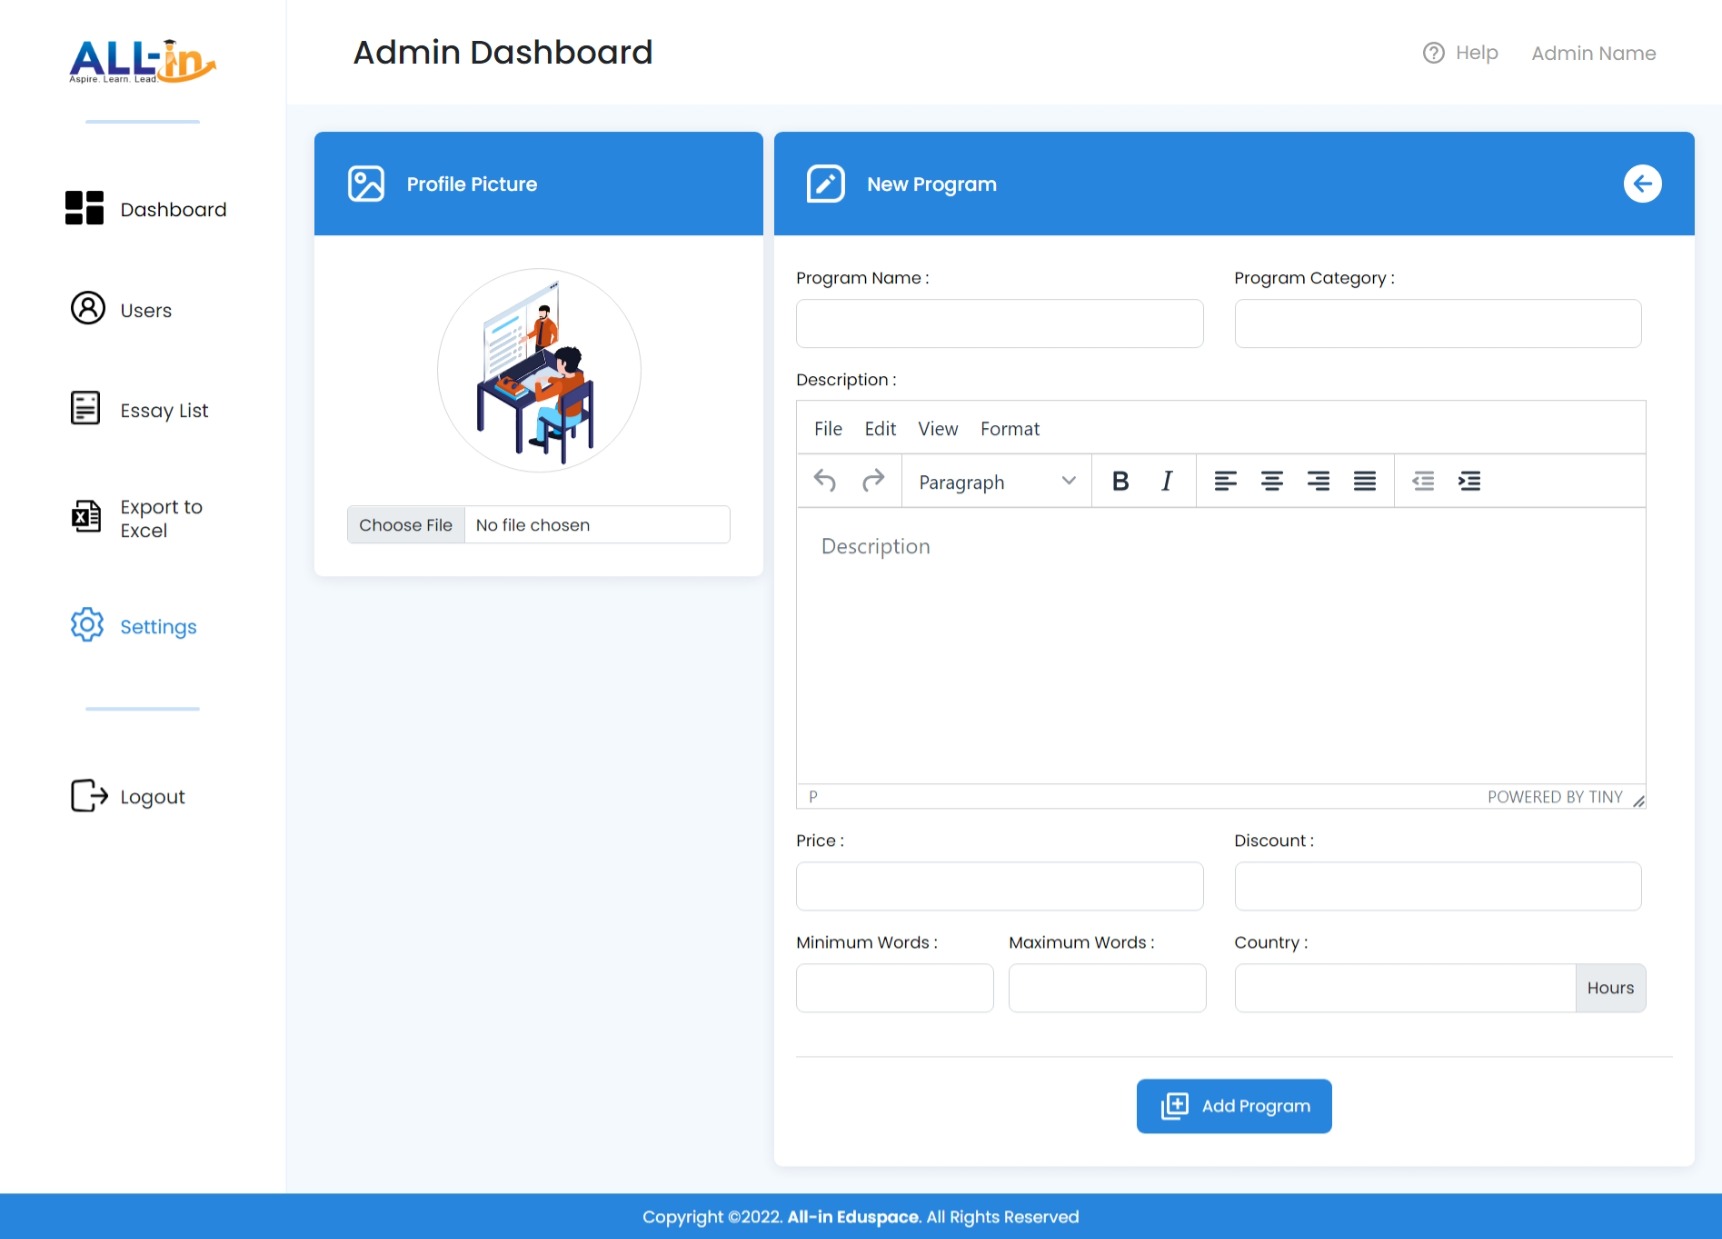 ALL-in
Aspire. Learn. Lead.
Admin Dashboard
Help
Admin Name
Dashboard
Users
Essay List
Export to
Excel
Settings
Logout
Profile Picture
Choose File
No file chosen
New Program
Program Name :
Program Category :
Description :
File Edit View Format
Paragraph
B I
Description
P
POWERED BY TINY
Price :
Discount :
Minimum Words :
Maximum Words :
Country :
Hours
Add Program
Copyright ©2022. All-in Eduspace. All Rights Reserved